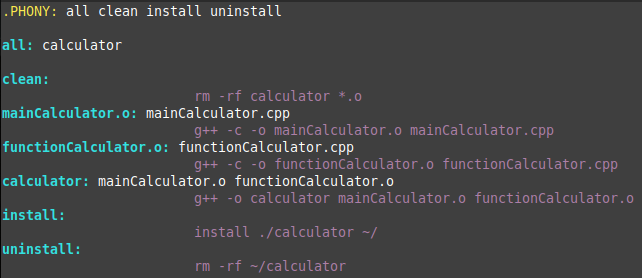 .PHONY: all clean install uninstall
all: calculator
clean:
rm -rf calculator *.o
mainCalculator.o: mainCalculator.cpp
g++ -c -o mainCalculator.o mainCalculator.cpp
functionCalculator.o: functionCalculator.cpp
g++ -c -o functionCalculator.o functionCalculator.cpp
calculator: mainCalculator.o functionCalculator.o
g++ -o calculator mainCalculator.o functionCalculator.o
install:
install ./calculator ~/
uninstall:
rm -rf ~/calculator